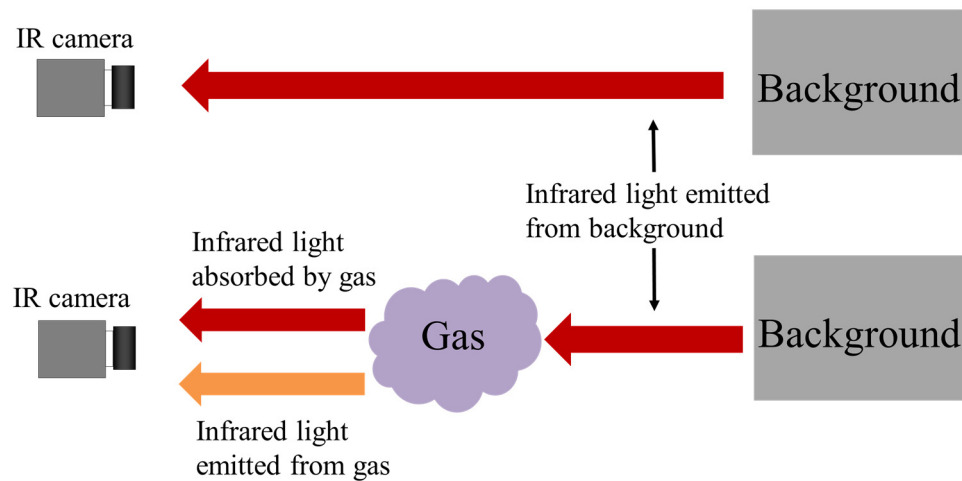 IR camera
Background
Infrared light emitted
from background
Infrared light
absorbed by gas
IR camera
Gas
Background
Infrared light
emitted from gas